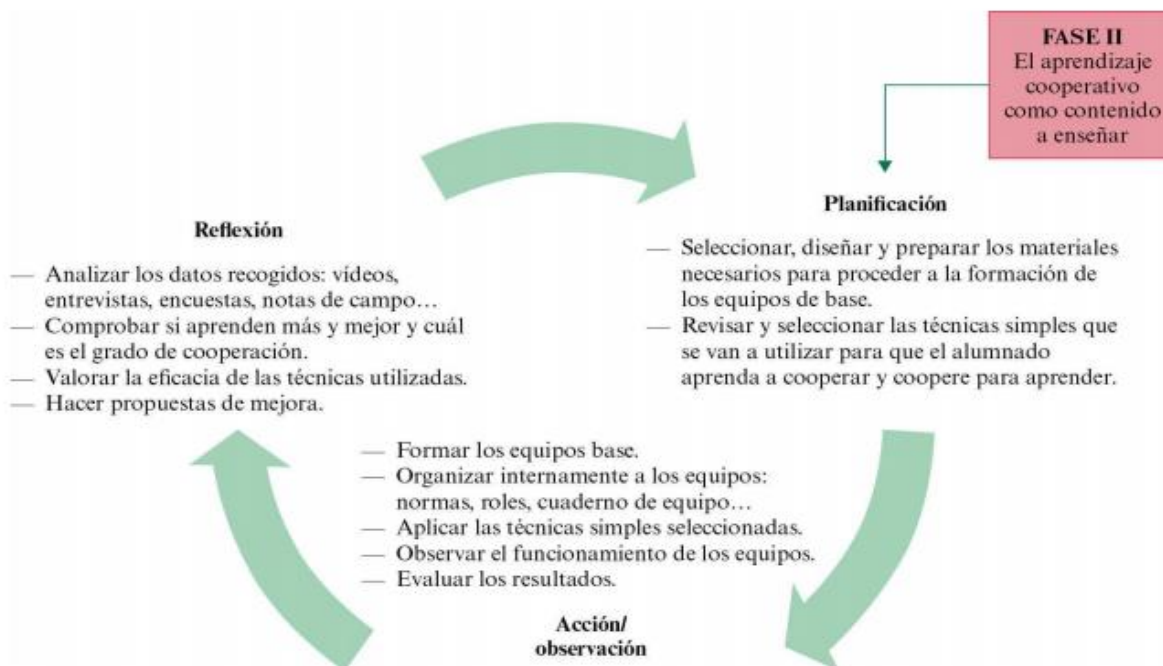 FASE II
El aprendizaje
cooperativo
como contenido
a enseñar
Planificación
— Seleccionar, diseñar y preparar los materiales
necesarios para proceder a la formación de
los equipos de base.
— Revisar y seleccionar las técnicas simples que
se van a utilizar para que el alumnado
aprenda a cooperar y coopere para aprender.
— Formar los equipos base.
— Organizar internamente a los equipos:
normas, roles, cuaderno de equipo…
— Aplicar las técnicas simples seleccionadas.
— Observar el funcionamiento de los equipos.
— Evaluar los resultados.
Acción/
observación
Reflexión
— Analizar los datos recogidos: vídeos,
entrevistas, encuestas, notas de campo…
— Comprobar si aprenden más y mejor y cuál
es el grado de cooperación.
— Valorar la eficacia de las técnicas utilizadas.
— Hacer propuestas de mejora.